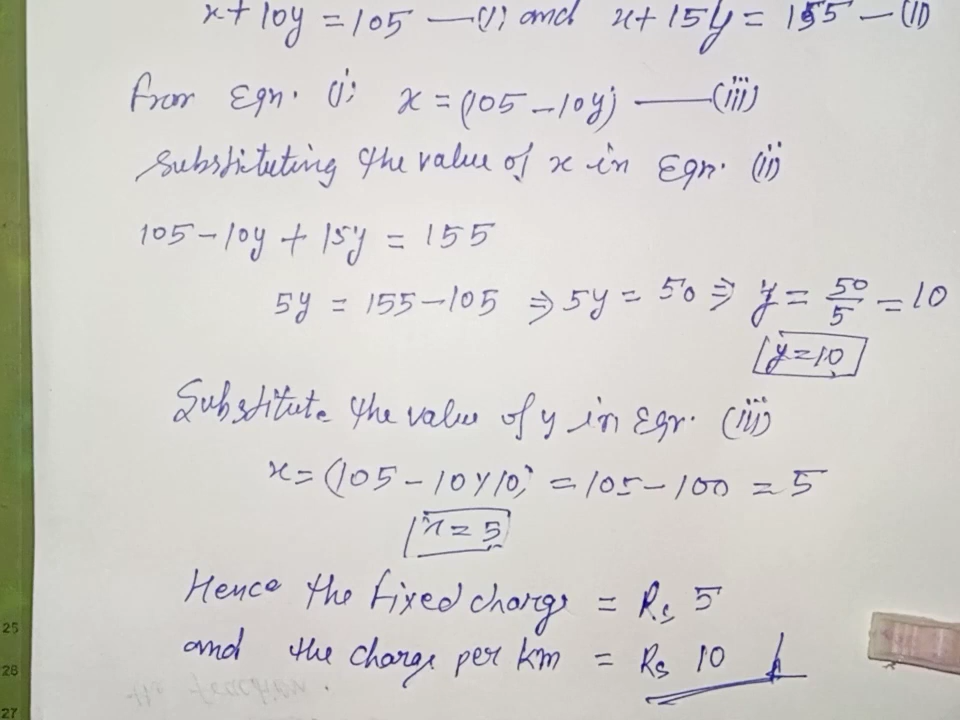 x + 10y = 105 —(i) and x + 15y = 155 —(ii)
from Eqn. (i) x = (105 - 10y) ——(iii)
Substituting the value of x in Eqn. (ii)
105 - 10y + 15y = 155
5y = 155 - 105 ⇒ 5y = 50 ⇒ y = 50/5 = 10
y = 10
Substitute the value of y in Eqn. (iii)
x = (105 - 10 × 10) = 105 - 100 = 5
x = 5
Hence the fixed charge = Rs 5
and the charge per km = Rs 10
25
26
27